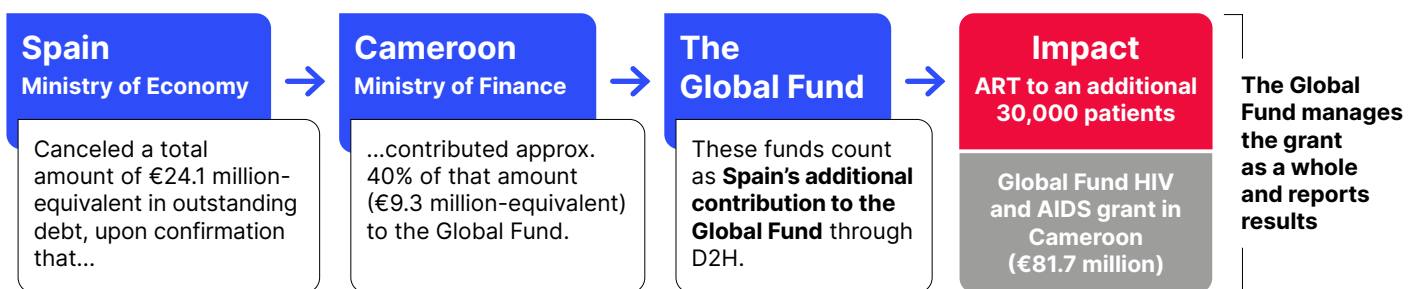 Spain
Ministry of Economy
Canceled a total
amount of €24.1 million-
equivalent in outstanding
debt, upon confirmation
that...
Cameroon
Ministry of Finance
...contributed approx.
40% of that amount
(€9.3 million-equivalent)
to the Global Fund.
The
Global Fund
These funds count
as Spain's additional
contribution to the
Global Fund through
D2H.
Impact
ART to an additional
30,000 patients
Global Fund HIV
and AIDS grant in
Cameroon
(€81.7 million)
The Global
Fund manages
the grant
as a whole
and reports
results